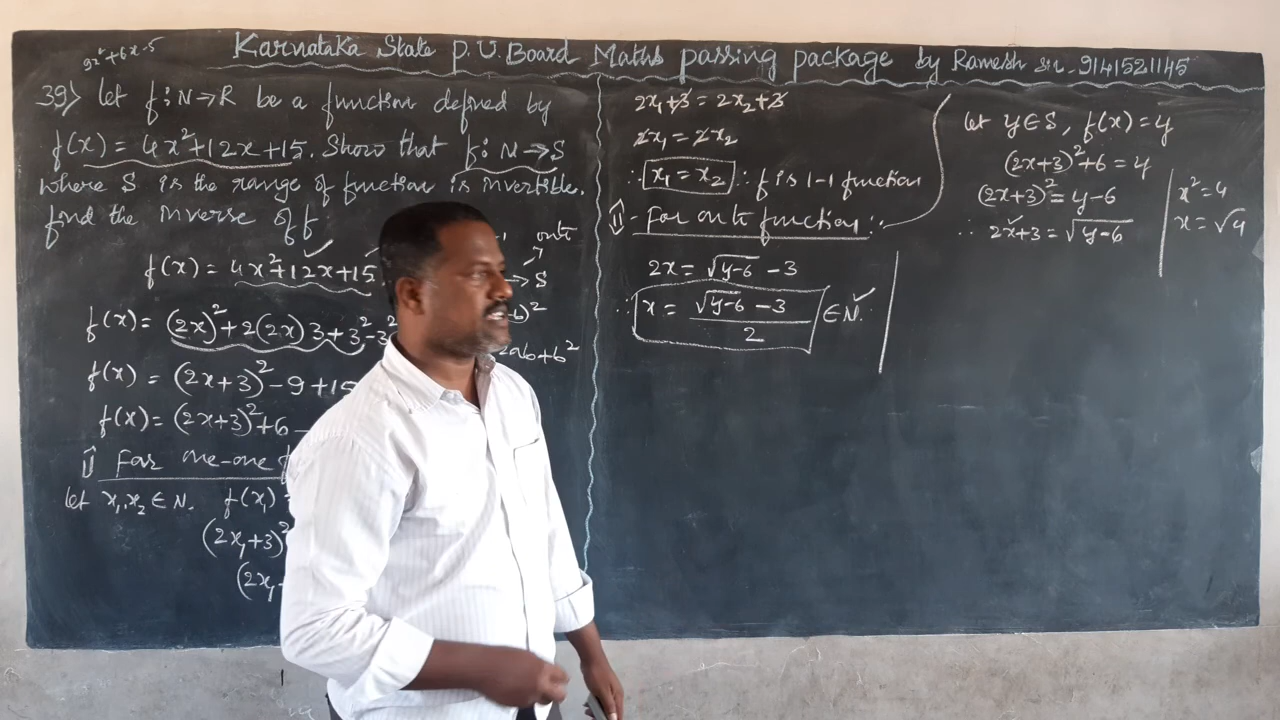 Karnataka State P.U. Board Maths passing package by Ramesh sir - 9141521145
9x²+6x-5
39) Let f: N→R be a function defined by
f(x) = 4x²+12x+15. Show that f: N→S
where S is the range of function is invertible.
find the inverse of f
f(x) = 4x²+12x+15
onto
→S
f(x) = (2x)²+2(2x)3+3²-3²
-b)²
2ab+b²
f(x) = (2x+3)²-9+15
f(x) = (2x+3)²+6
i) For one-one f
let x₁,x₂ ∈ N. f(x₁) =
(2x₁+3)²
(2x₁
2x₁+3 = 2x₂+3
2x₁ = 2x₂
∴ x₁ = x₂ ∴ f is 1-1 function
ii) For onto function :-
let y∈S, f(x) = y
(2x+3)²+6 = y
(2x+3)² = y-6
∴ 2x+3 = √y-6
x² = 4
x = √4
2x = √y-6 - 3
∴ x = √y-6 - 3 / 2 ∈ N.